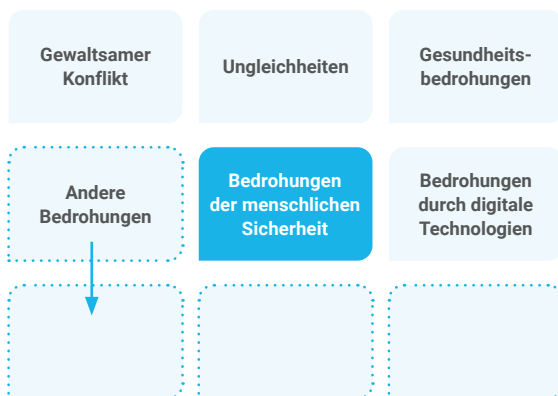 Gewaltsamer
Konflikt
Ungleichheiten
Gesundheits-
bedrohungen
Andere
Bedrohungen
Bedrohungen
der menschlichen
Sicherheit
Bedrohungen
durch digitale
Technologien